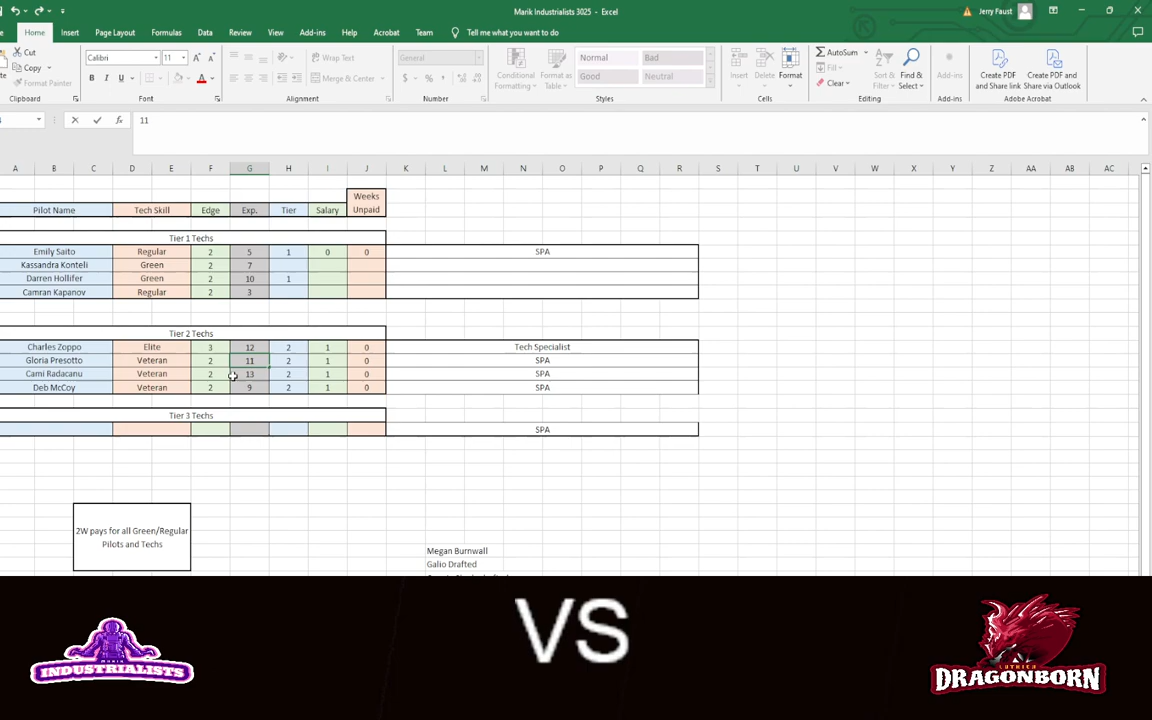 Marik Industrialists 3025 - Excel
Jerry Faust
Home Insert Page Layout Formulas Data Review View Add-ins Help Acrobat Team Tell me what you want to do
Cut
Copy
Format Painter
Clipboard
Calibri 11
B I U
Font
Wrap Text
Merge & Center
Alignment
General
$ % ,
Number
Conditional Formatting
Format as Table
Normal Bad
Good Neutral
Styles
Insert Delete Format
Cells
AutoSum
Fill
Clear
Sort & Filter
Find & Select
Editing
Add-ins
Add-ins
Create PDF and Share link
Create PDF and Share via Outlook
Adobe Acrobat
fx 11
A B C D E F G H I J K L M N O P Q R S T U V W X Y Z AA AB AC
Pilot Name Tech Skill Edge Exp. Tier Salary Weeks Unpaid
Tier 1 Techs
Emily Saito Regular 2 5 1 0 0 SPA
Kassandra Konteli Green 2 7
Darren Hollifer Green 2 10 1
Camran Kapanov Regular 2 3
Tier 2 Techs
Charles Zoppo Elite 3 12 2 1 0 Tech Specialist
Gloria Presotto Veteran 2 11 2 1 0 SPA
Cami Radacanu Veteran 2 13 2 1 0 SPA
Deb McCoy Veteran 2 9 2 1 0 SPA
Tier 3 Techs
SPA
2W pays for all Green/Regular
Pilots and Techs
Megan Burnwall
Galio Drafted
VS
MARIK
INDUSTRIALISTS
LUTHIEN
DRAGONBORN